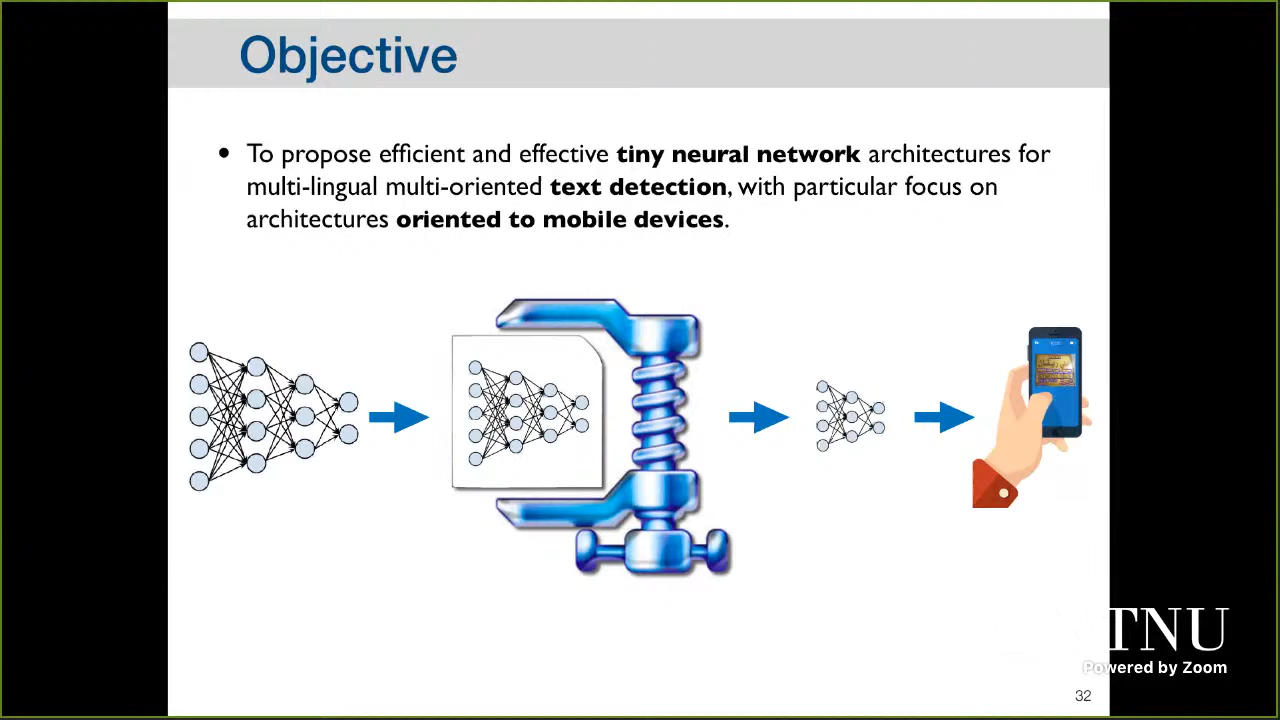 Objective
• To propose efficient and effective tiny neural network architectures for
multi-lingual multi-oriented text detection, with particular focus on
architectures oriented to mobile devices.
TNU
Powered by Zoom
32